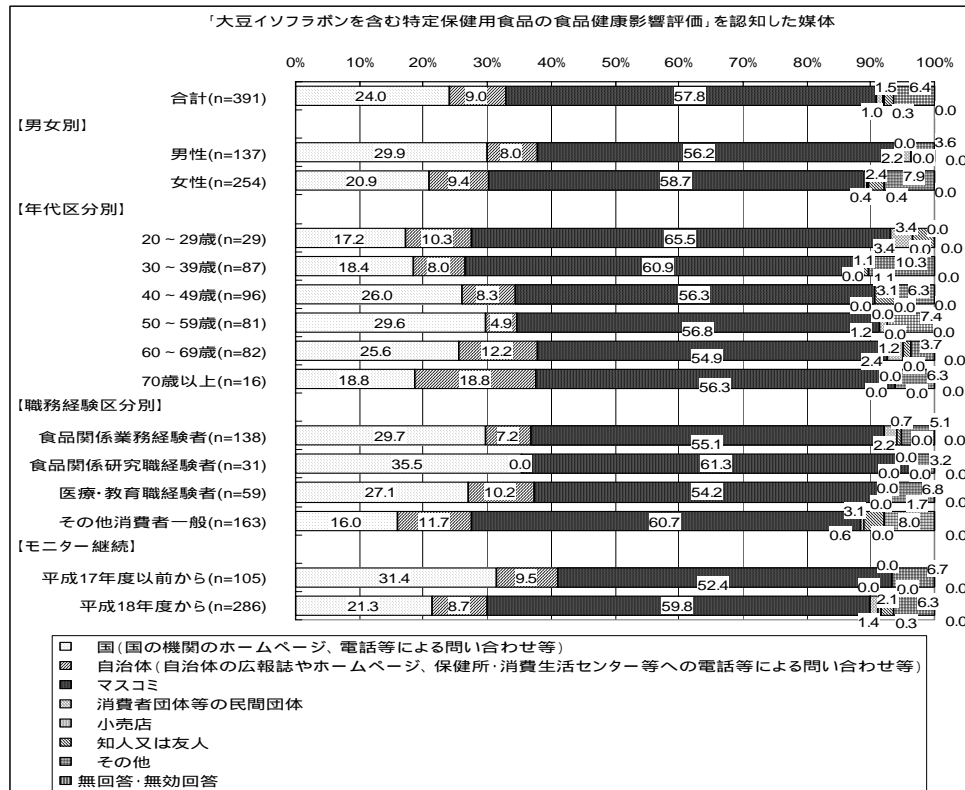 「大豆イソフラボンを含む特定保健用食品の食品健康影響評価」を認知した媒体
0% 10% 20% 30% 40% 50% 60% 70% 80% 90% 100%
合計(n=391) 24.0 9.0 57.8 1.0 1.5 0.3 6.4 0.0
【男女別】
男性(n=137) 29.9 8.0 56.2 2.2 0.0 0.0 3.6 0.0
女性(n=254) 20.9 9.4 58.7 0.4 2.4 0.4 7.9 0.0
【年代区分別】
20~29歳(n=29) 17.2 10.3 65.5 3.4 3.4 0.0 0.0 0.0
30~39歳(n=87) 18.4 8.0 60.9 0.0 1.1 1.1 10.3 0.0
40~49歳(n=96) 26.0 8.3 56.3 0.0 3.1 0.0 6.3 0.0
50~59歳(n=81) 29.6 4.9 56.8 1.2 0.0 0.0 7.4 0.0
60~69歳(n=82) 25.6 12.2 54.9 2.4 1.2 0.0 3.7
70歳以上(n=16) 18.8 18.8 56.3 0.0 0.0 0.0 6.3 0.0
【職務経験区分別】
食品関係業務経験者(n=138) 29.7 7.2 55.1 2.2 0.7 0.0 5.1 0.0
食品関係研究職経験者(n=31) 35.5 0.0 61.3 0.0 0.0 0.0 3.2 0.0
医療・教育職経験者(n=59) 27.1 10.2 54.2 0.0 0.0 1.7 6.8 0.0
その他消費者一般(n=163) 16.0 11.7 60.7 0.6 3.1 0.0 8.0 0.0
【モニター継続】
平成17年度以前から(n=105) 31.4 9.5 52.4 0.0 0.0 0.0 6.7 0.0
平成18年度から(n=286) 21.3 8.7 59.8 1.4 2.1 0.3 6.3 0.0
国(国の機関のホームページ、電話等による問い合わせ等)
自治体(自治体の広報誌やホームページ、保健所・消費生活センター等への電話等による問い合わせ等)
マスコミ
消費者団体等の民間団体
小売店
知人又は友人
その他
無回答・無効回答